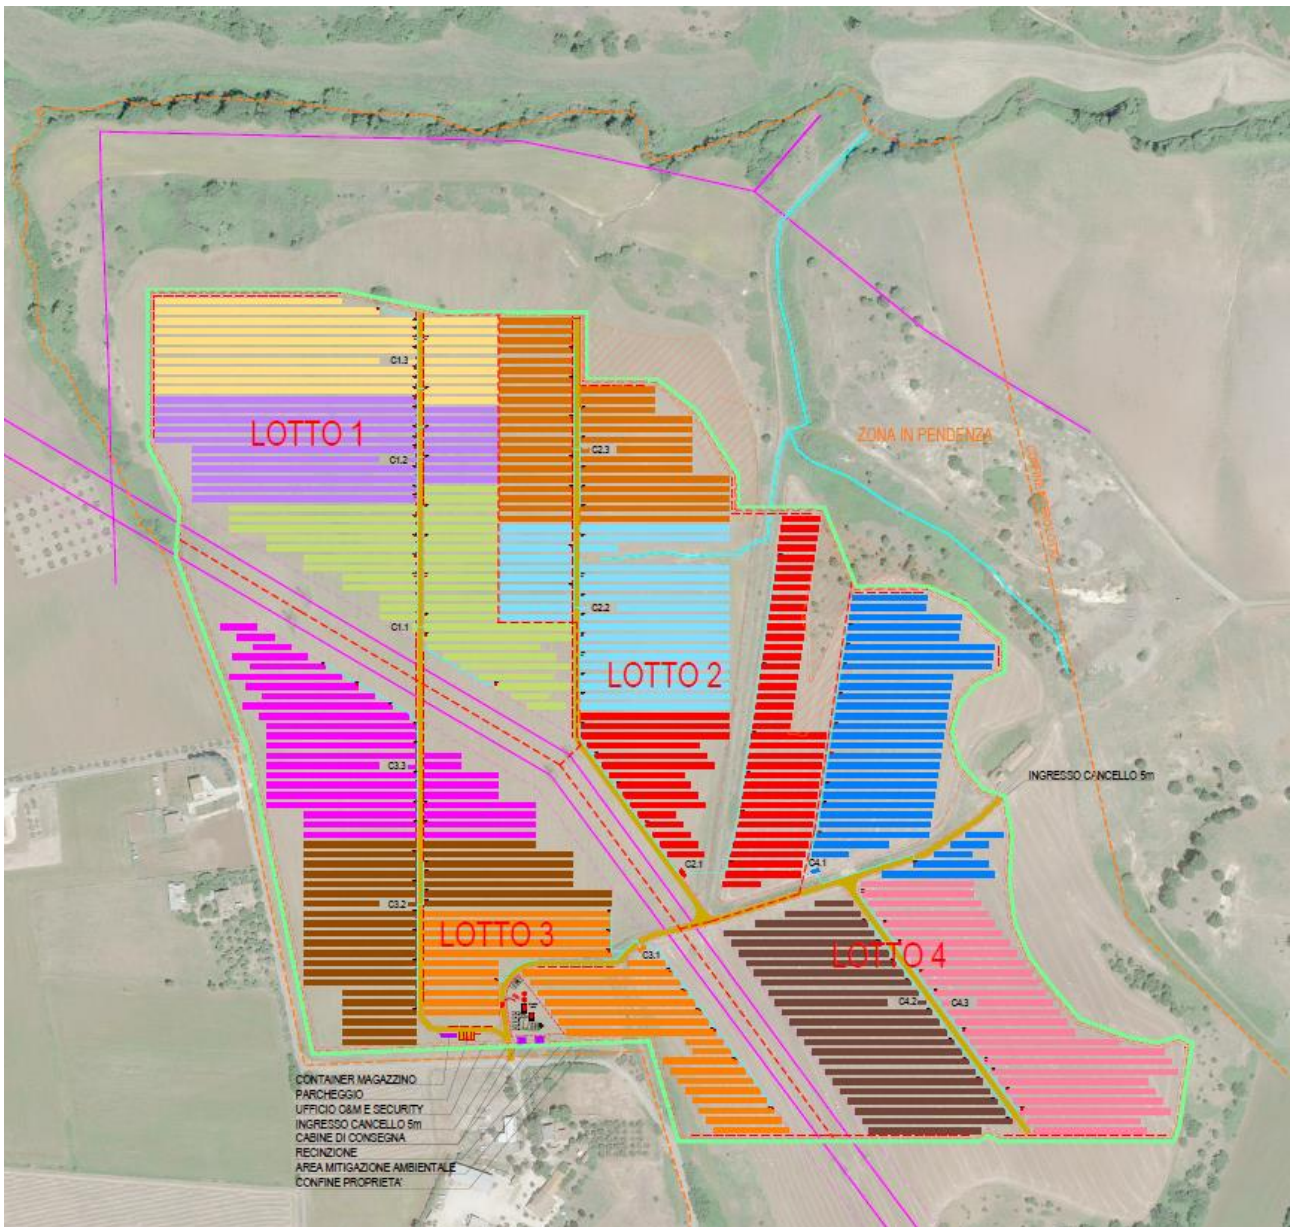 C1.3
LOTTO 1
ZONA IN PENDENZA
C2.3
C1.2
C2.2
C1.1
LOTTO 2
C3.3
INGRESSO CANCELLO 5m
C2.1
C4.1
C3.2
LOTTO 3
C3.1
LOTTO 4
C4.2
C4.3
CONTAINER MAGAZZINO
PARCHEGGIO
UFFICIO O&M E SECURITY
INGRESSO CANCELLO 5m
CABINE DI CONSEGNA
RECINZIONE
AREA MITIGAZIONE AMBIENTALE
CONFINE PROPRIETA'